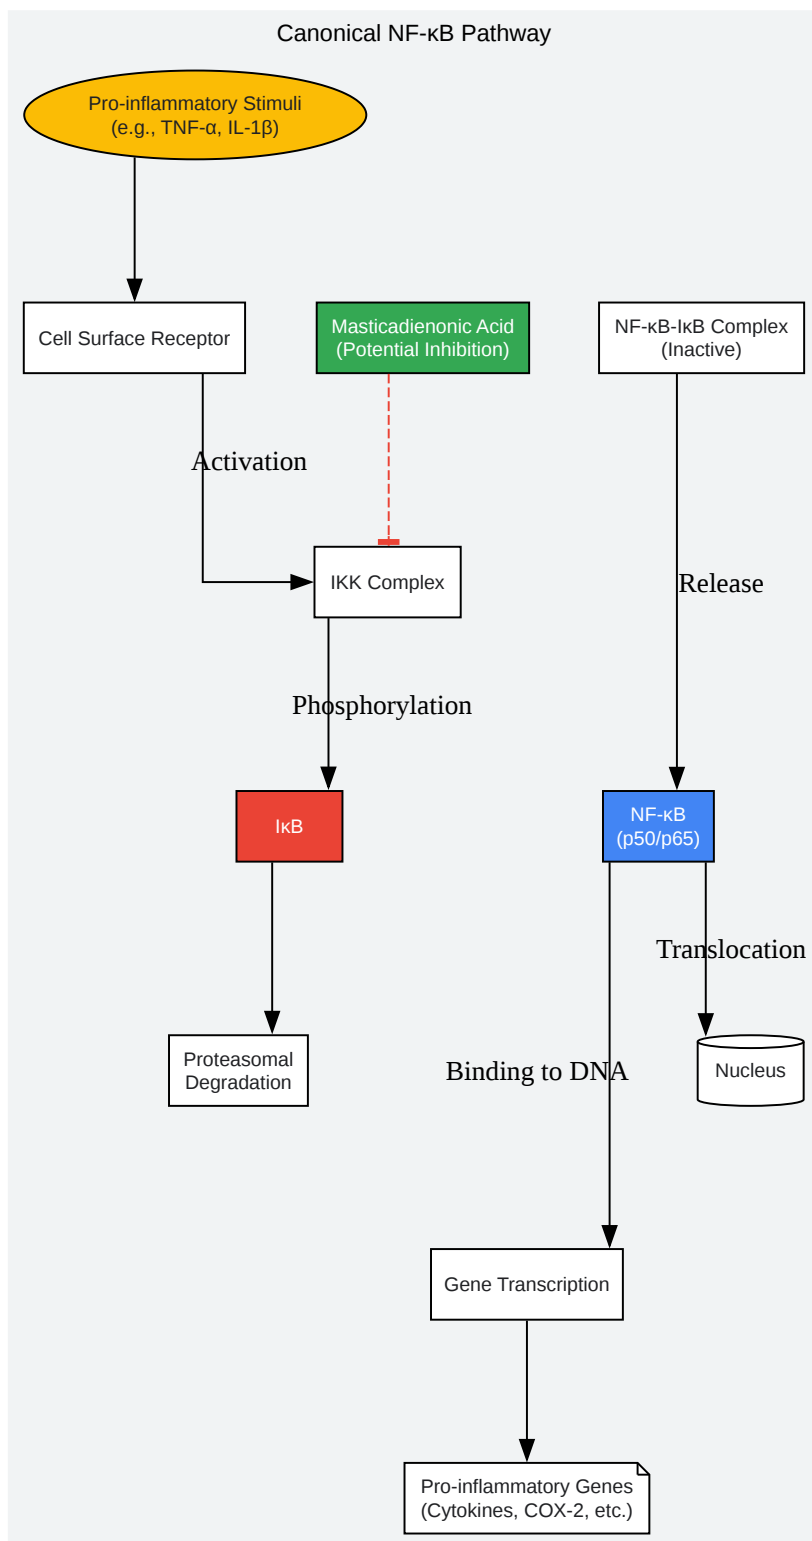 Canonical NF-κB Pathway
Pro-inflammatory Stimuli
(e.g., TNF-α, IL-1β)
Cell Surface Receptor
Masticadienonic Acid
(Potential Inhibition)
NF-κB-IκB Complex
(Inactive)
Activation
IKK Complex
Release
Phosphorylation
IκB
NF-κB
(p50/p65)
Translocation
Proteasomal
Degradation
Nucleus
Binding to DNA
Gene Transcription
Pro-inflammatory Genes
(Cytokines, COX-2, etc.)